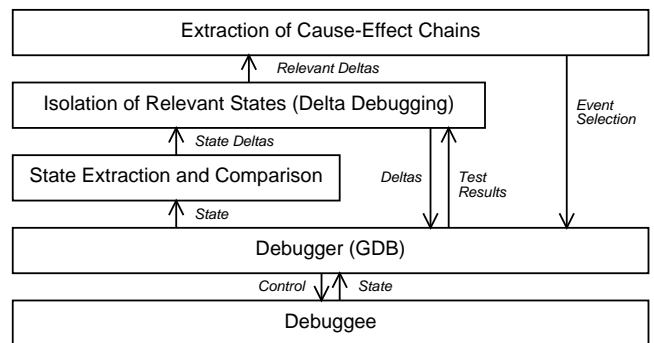 Extraction of Cause-Effect Chains
Relevant Deltas
Isolation of Relevant States (Delta Debugging)
Event
Selection
State Deltas
State Extraction and Comparison
Deltas
Test
Results
State
Debugger (GDB)
Control
State
Debuggee